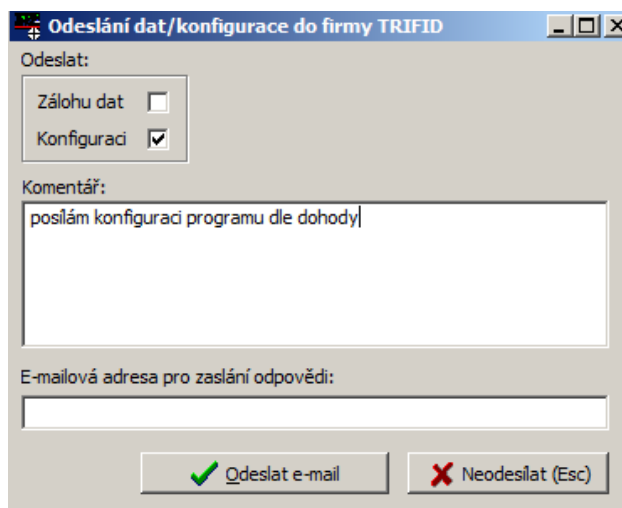 Odeslání dat/konfigurace do firmy TRIFID
Odeslat:
Zálohu dat
Konfiguraci
Komentář:
posílám konfiguraci programu dle dohody
E-mailová adresa pro zaslání odpovědi:
Odeslat e-mail
Neodesílat (Esc)